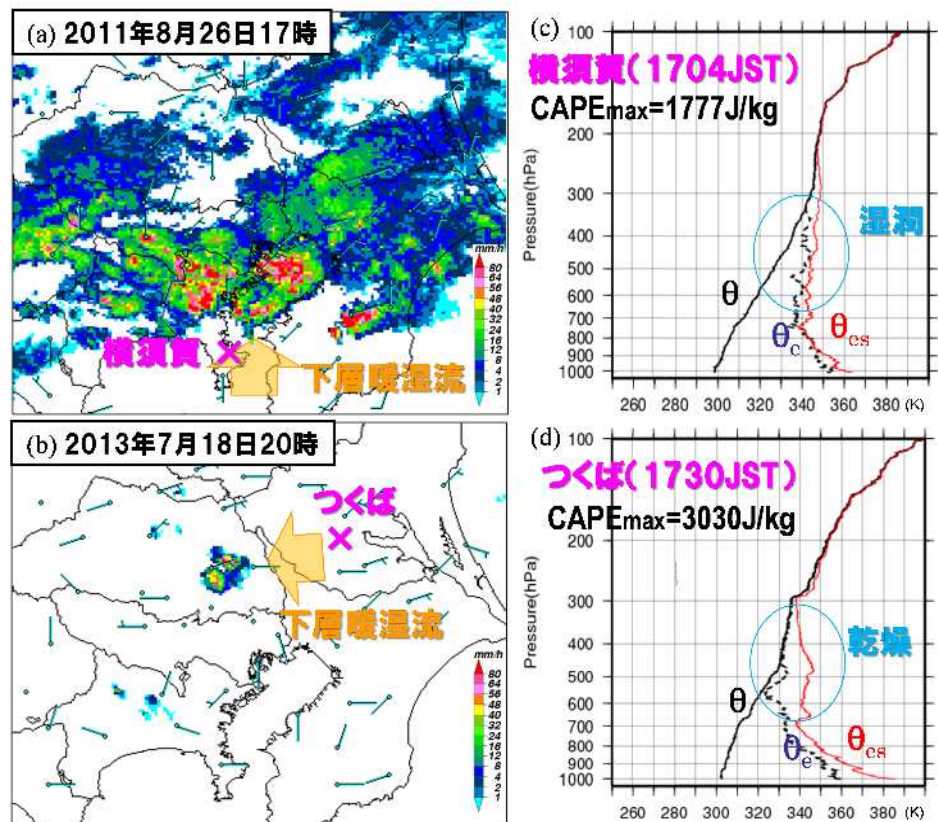 (a) 2011年8月26日17時
mm/h
80
64
56
48
40
32
24
16
12
8
4
2
1
横須賀 ×
下層暖湿流
(b) 2013年7月18日20時
つくば
×
下層暖湿流
mm/h
80
64
56
48
40
32
24
16
12
8
4
2
1
(c)
横須賀(1704JST)
CAPEmax=1777J/kg
湿潤
θ
θe
θes
Pressure(hPa)
100
200
300
400
500
600
700
800
900
1000
260 280 300 320 340 360 380 (K)
(d)
つくば(1730JST)
CAPEmax=3030J/kg
乾燥
θ
θe
θes
Pressure(hPa)
100
200
300
400
500
600
700
800
900
1000
260 280 300 320 340 360 380 (K)